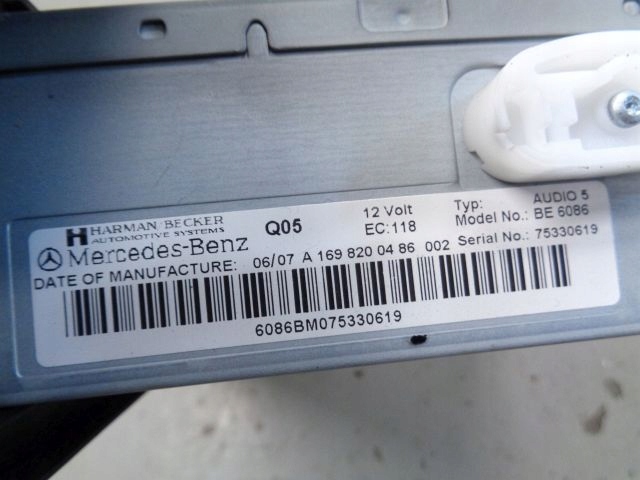 HARMAN/BECKER
AUTOMOTIVE SYSTEMS
Mercedes-Benz
Q05
12 Volt
EC:118
Typ: AUDIO 5
Model No.: BE 6086
DATE OF MANUFACTURE: 06/07 A 169 820 04 86 002 Serial No.: 75330619
6086BM075330619